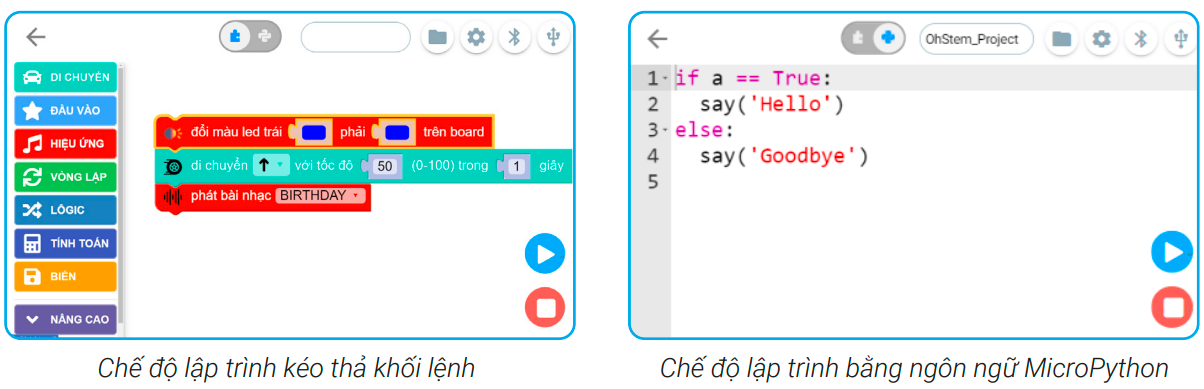 DI CHUYỂN
ĐẦU VÀO
HIỆU ỨNG
VÒNG LẶP
LÔGIC
TÍNH TOÁN
BIẾN
NÂNG CAO
đổi màu led trái phải trên board
di chuyển với tốc độ 50 (0-100) trong 1 giây
phát bài nhạc BIRTHDAY
Chế độ lập trình kéo thả khối lệnh
OhStem_Project
1 if a == True:
2 say('Hello')
3 else:
4 say('Goodbye')
5
Chế độ lập trình bằng ngôn ngữ MicroPython